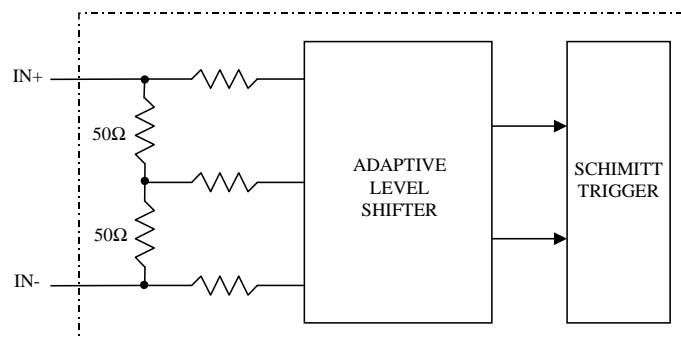 IN+
50Ω
50Ω
IN-
ADAPTIVE
LEVEL
SHIFTER
SCHIMITT
TRIGGER